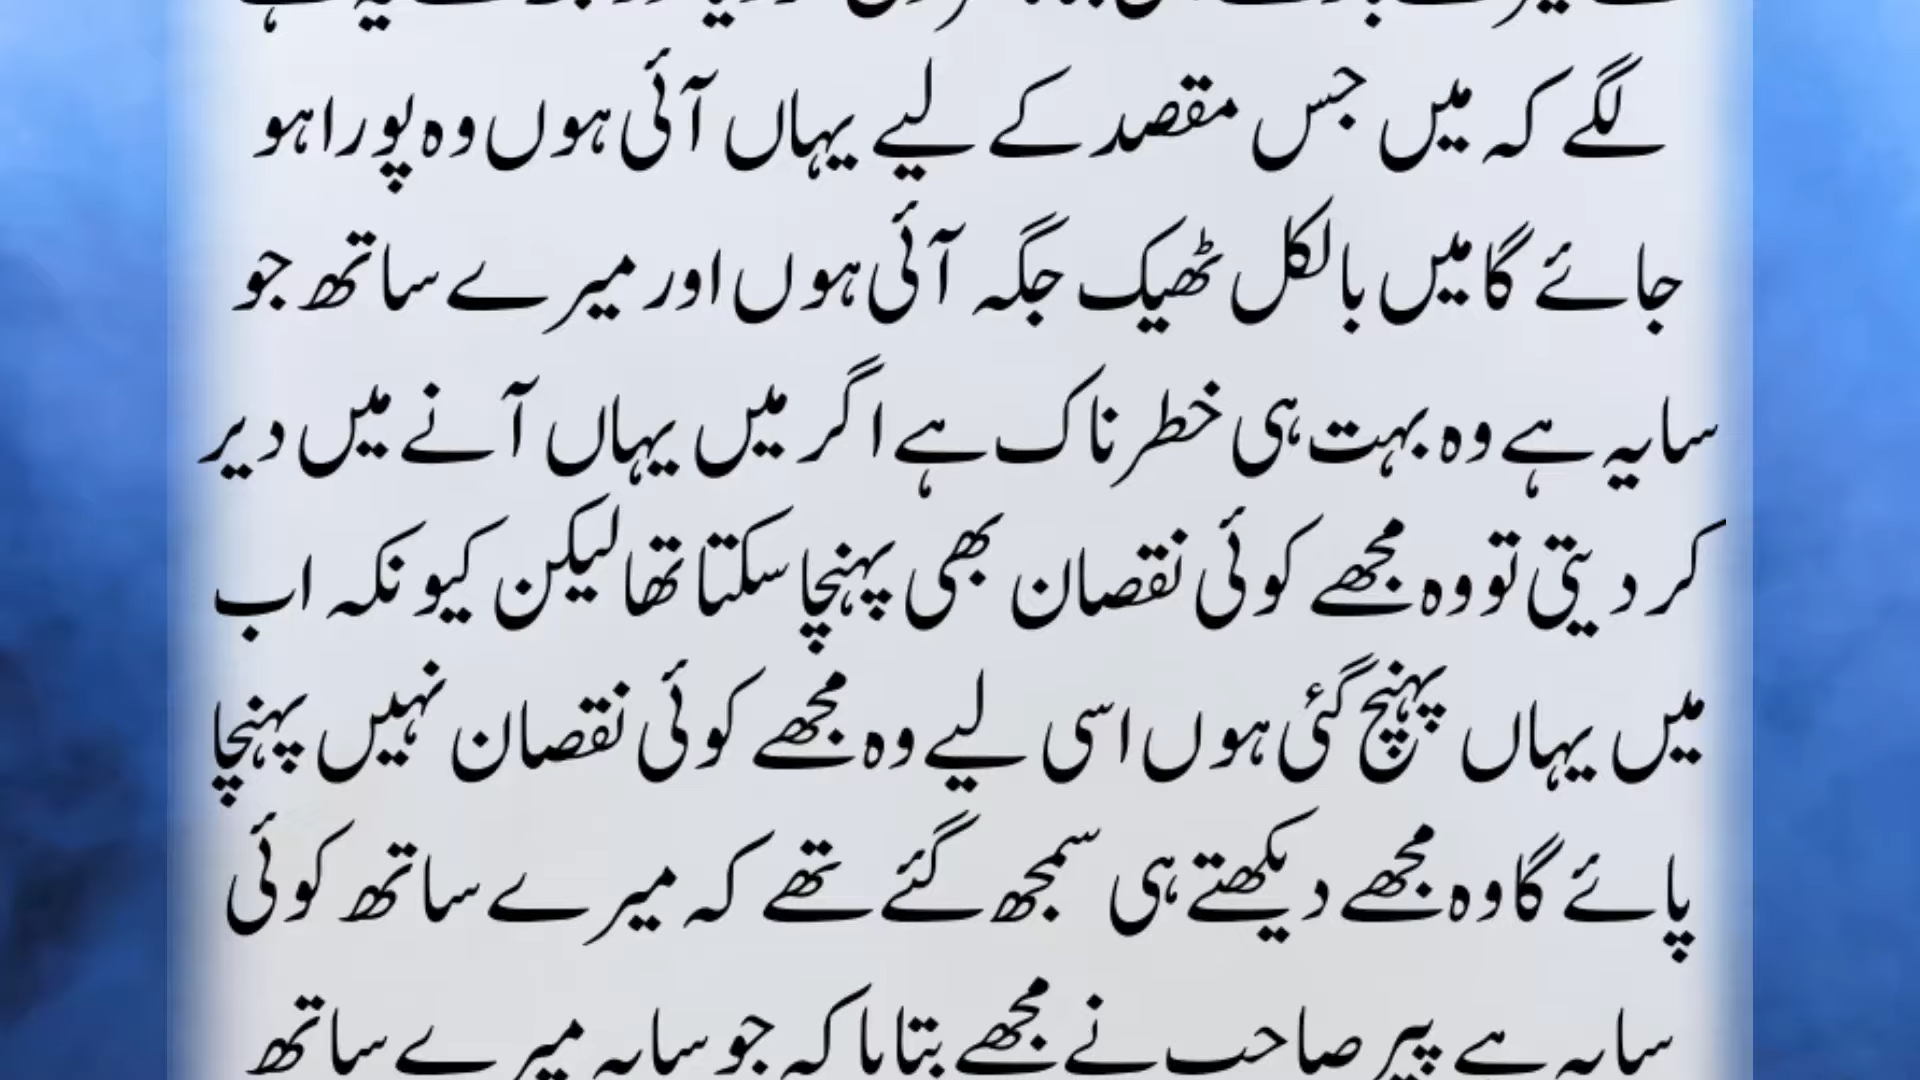 لگے کہ میں جس مقصد کے لیے یہاں آئی ہوں وہ پورا ہو
جائے گا میں بالکل ٹھیک جگہ آئی ہوں اور میرے ساتھ جو
سایہ ہے وہ بہت ہی خطرناک ہے اگر میں یہاں آنے میں دیر
کر دیتی تو وہ مجھے کوئی نقصان بھی پہنچا سکتا تھا لیکن کیونکہ اب
میں یہاں پہنچ گئی ہوں اسی لیے وہ مجھے کوئی نقصان نہیں پہنچا
پائے گا وہ مجھے دیکھتے ہی سمجھ گئے تھے کہ میرے ساتھ کوئی
سایہ ہے پیر صاحب نے مجھے بتایا کہ جو سایہ میرے ساتھ